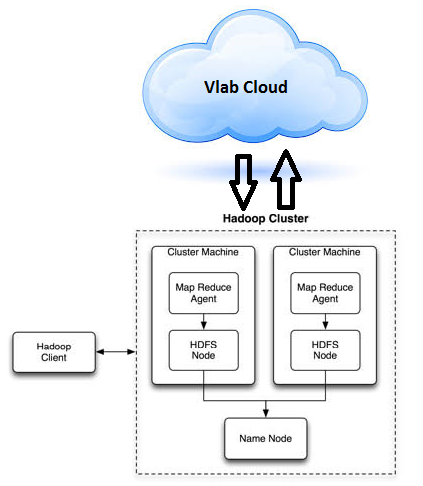 Vlab Cloud
Hadoop Cluster
Cluster Machine
Map Reduce
Agent
HDFS
Node
Cluster Machine
Map Reduce
Agent
HDFS
Node
Hadoop
Client
Name Node